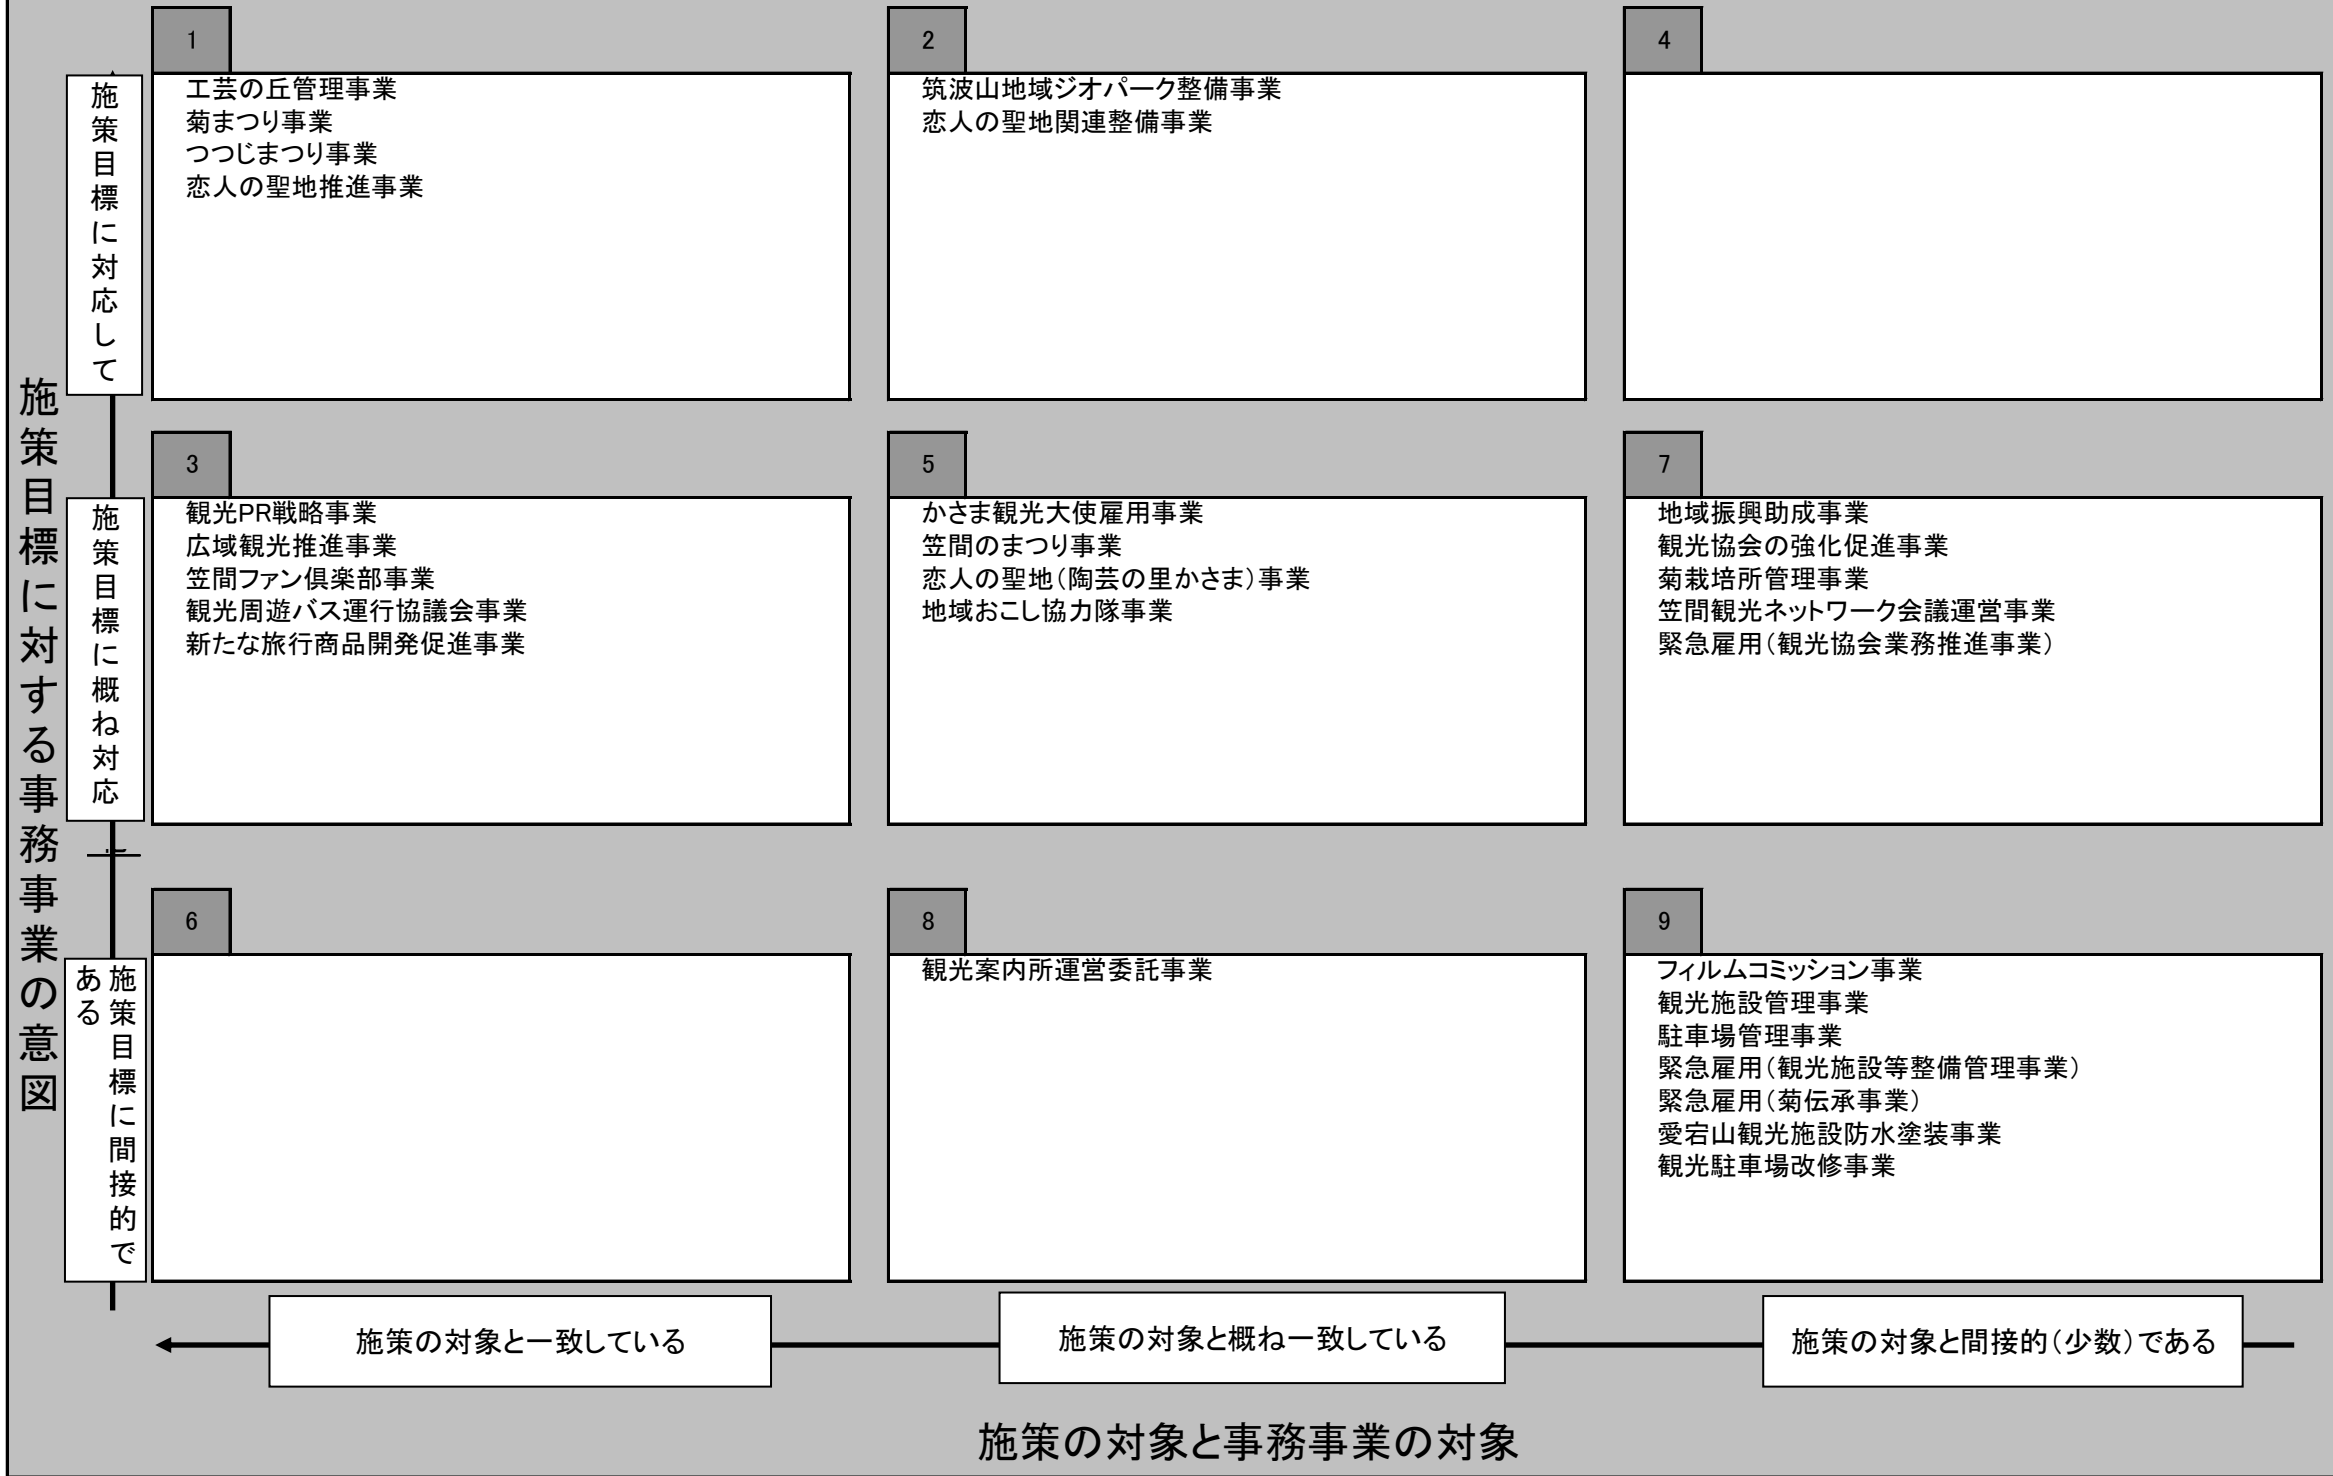 施策目標に対する事務事業の意図
施策目標に対応して
施策目標に概ね対応
施策目標に間接的で
ある
1
工芸の丘管理事業
菊まつり事業
つつじまつり事業
恋人の聖地推進事業
2
筑波山地域ジオパーク整備事業
恋人の聖地関連整備事業
4
3
観光PR戦略事業
広域観光推進事業
笠間ファン倶楽部事業
観光周遊バス運行協議会事業
新たな旅行商品開発促進事業
5
かさま観光大使雇用事業
笠間のまつり事業
恋人の聖地(陶芸の里かさま)事業
地域おこし協力隊事業
7
地域振興助成事業
観光協会の強化促進事業
菊栽培所管理事業
笠間観光ネットワーク会議運営事業
緊急雇用(観光協会業務推進事業)
6
8
観光案内所運営委託事業
9
フィルムコミッション事業
観光施設管理事業
駐車場管理事業
緊急雇用(観光施設等整備管理事業)
緊急雇用(菊伝承事業)
愛宕山観光施設防水塗装事業
観光駐車場改修事業
施策の対象と一致している
施策の対象と概ね一致している
施策の対象と間接的(少数)である
施策の対象と事務事業の対象